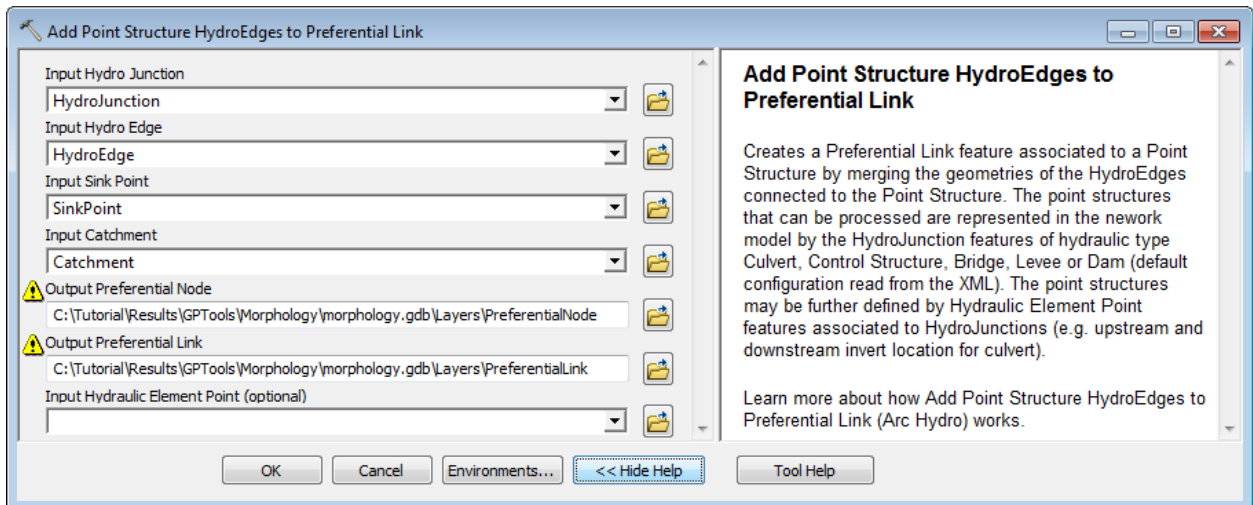 Add Point Structure HydroEdges to Preferential Link
Input Hydro Junction
HydroJunction
Input Hydro Edge
HydroEdge
Input Sink Point
SinkPoint
Input Catchment
Catchment
Output Preferential Node
C:\Tutorial\Results\GPTools\Morphology\morphology.gdb\Layers\PreferentialNode
Output Preferential Link
C:\Tutorial\Results\GPTools\Morphology\morphology.gdb\Layers\PreferentialLink
Input Hydraulic Element Point (optional)
Add Point Structure HydroEdges to
Preferential Link
Creates a Preferential Link feature associated to a Point
Structure by merging the geometries of the HydroEdges
connected to the Point Structure. The point structures
that can be processed are represented in the nework
model by the HydroJunction features of hydraulic type
Culvert, Control Structure, Bridge, Levee or Dam (default
configuration read from the XML). The point structures
may be further defined by Hydraulic Element Point
features associated to HydroJunctions (e.g. upstream and
downstream invert location for culvert).
Learn more about how Add Point Structure HydroEdges to
Preferential Link (Arc Hydro) works.
OK
Cancel
Environments...
<< Hide Help
Tool Help